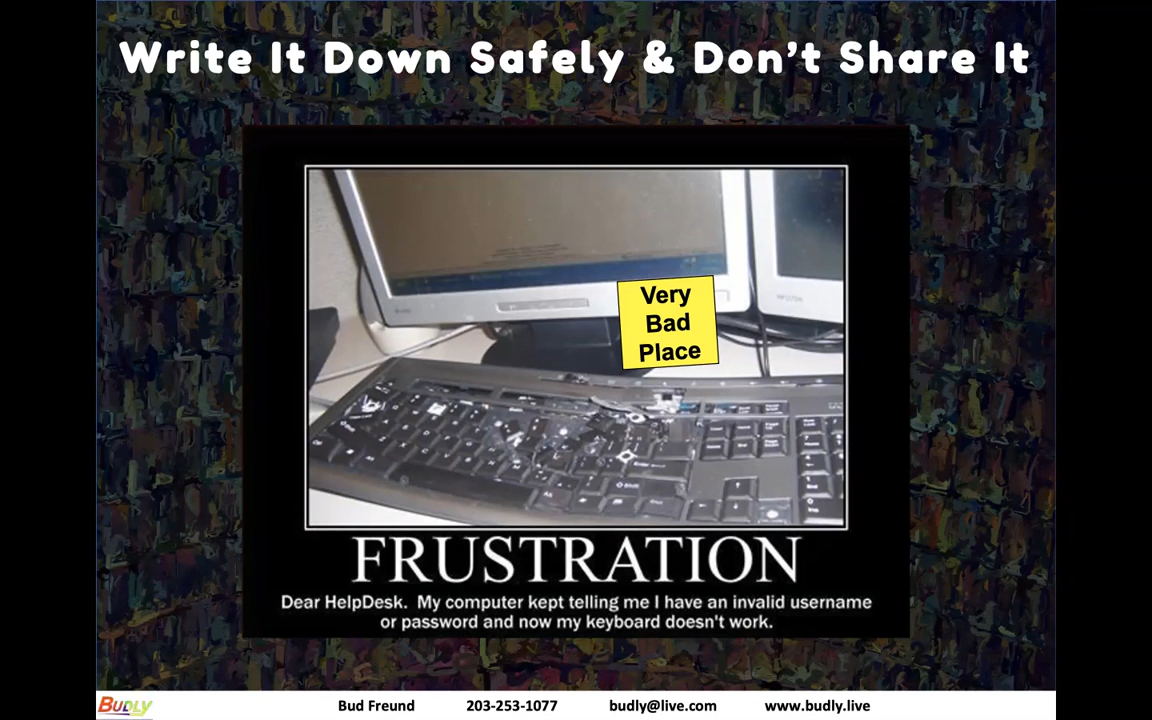 Write It Down Safely & Don't Share It
Very
Bad
Place
FRUSTRATION
Dear HelpDesk. My computer kept telling me I have an invalid username
or password and now my keyboard doesn't work.
BUDLY
Bud Freund 203-253-1077 budly@live.com www.budly.live